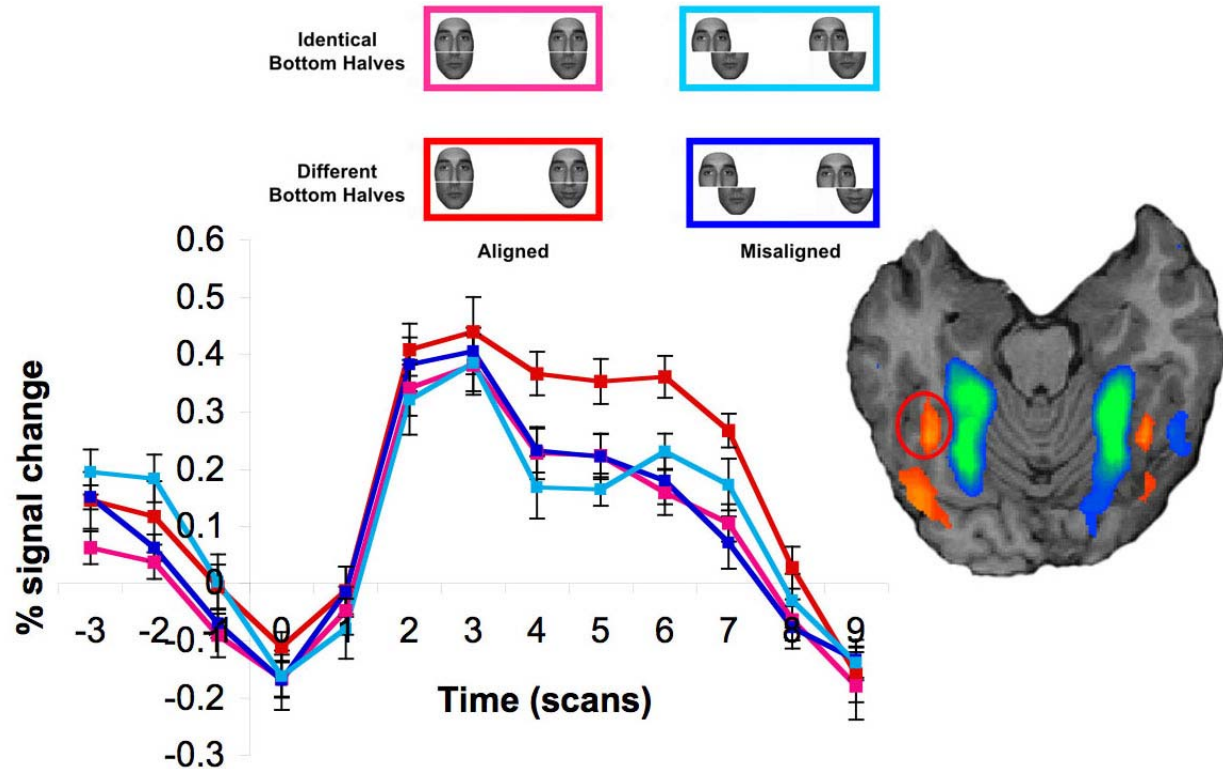 Identical
Bottom Halves
Different
Bottom Halves
Aligned
Misaligned
0.6
0.5
0.4
0.3
0.2
0.1
0
-0.1
-0.2
-0.3
% signal change
-3 -2 -1 0 1 2 3 4 5 6 7 8 9
Time (scans)